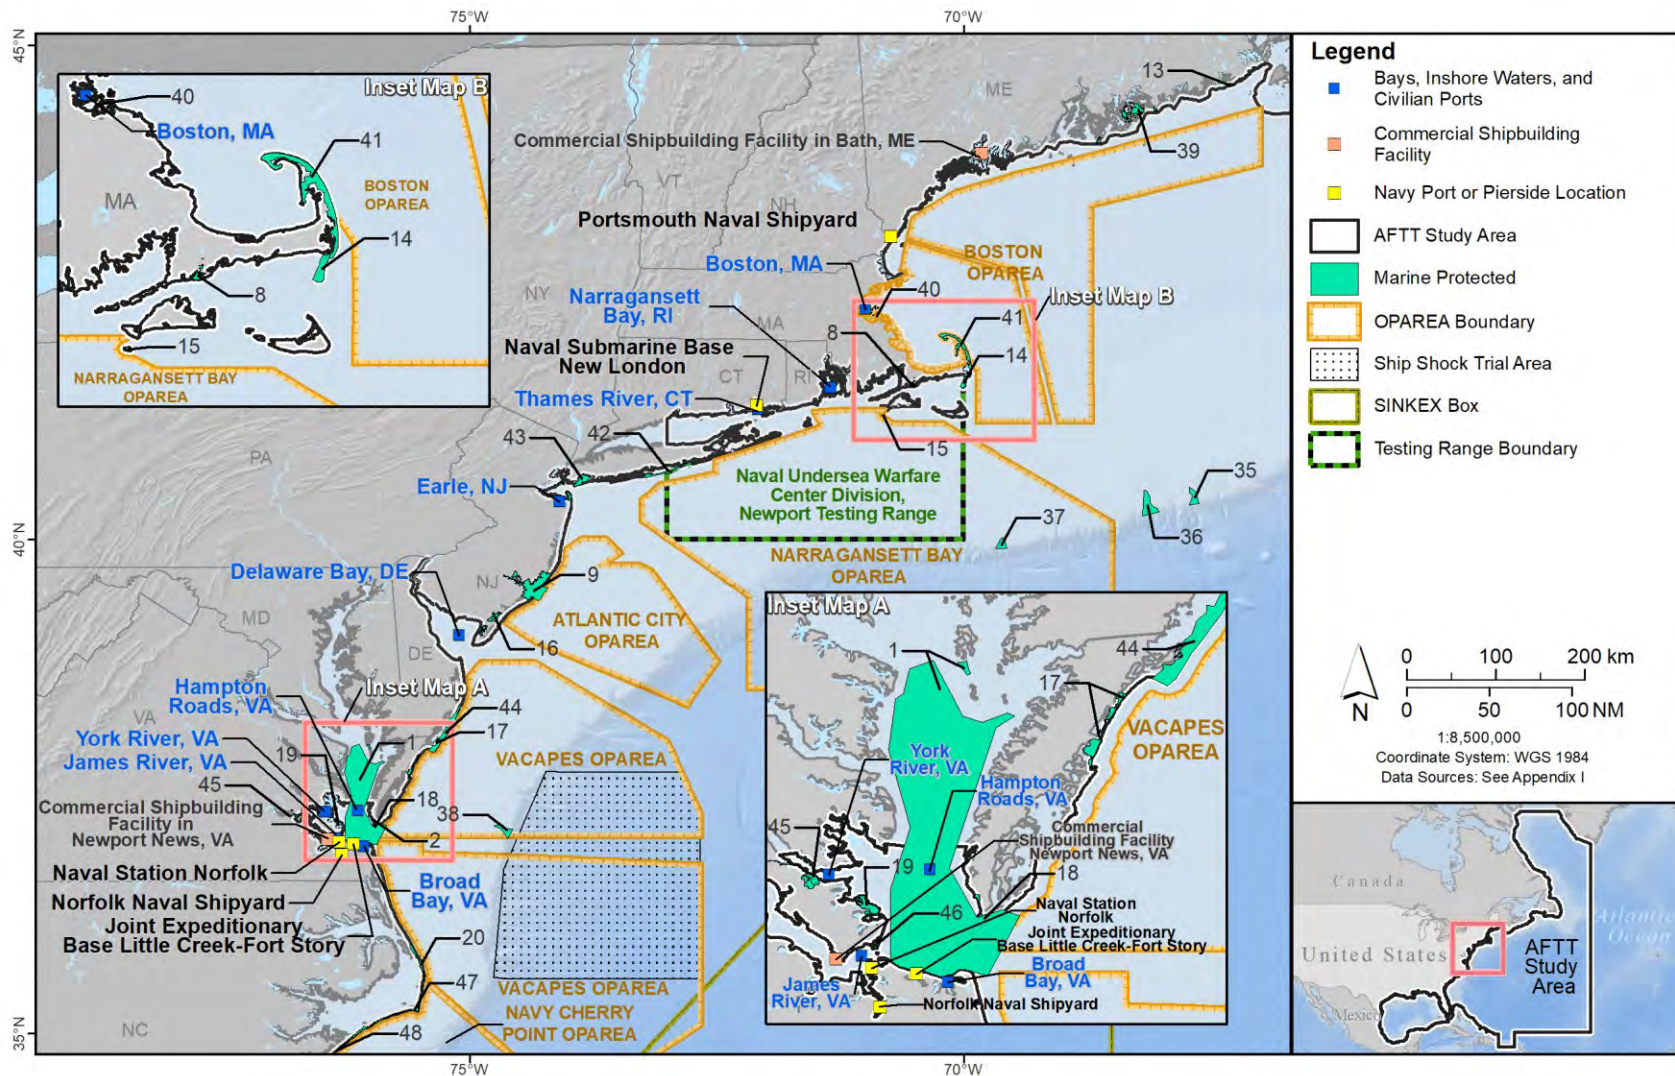 75°W
70°W
45°N
40°N
35°N
75°W
70°W
Inset Map B
40
Boston, MA
41
MA
BOSTON
OPAREA
14
8
15
NARRAGANSETT BAY
OPAREA
13
ME
Commercial Shipbuilding Facility in Bath, ME
39
VT
NH
Portsmouth Naval Shipyard
BOSTON
OPAREA
Boston, MA
40
Inset Map B
NY
Narragansett
Bay, RI
MA
8
41
14
Naval Submarine Base
New London
CT
RI
Thames River, CT
15
43
42
PA
Earle, NJ
Naval Undersea Warfare
Center Division,
Newport Testing Range
35
36
37
NARRAGANSETT BAY
OPAREA
Delaware Bay, DE
NJ
9
MD
ATLANTIC CITY
OPAREA
16
DE
Hampton
Roads, VA
Inset Map A
44
17
VA
York River, VA
19
1
James River, VA
VACAPES OPAREA
45
18
38
Commercial Shipbuilding
Facility in
Newport News, VA
2
Naval Station Norfolk
Norfolk Naval Shipyard
Broad
Bay, VA
Joint Expeditionary
Base Little Creek-Fort Story
20
47
VACAPES OPAREA
NAVY CHERRY
POINT OPAREA
NC
48
Inset Map A
1
44
17
VACAPES
OPAREA
York
River, VA
Hampton
Roads, VA
45
Commercial
Shipbuilding Facility
Newport News, VA
19
18
46
Naval Station
Norfolk
Joint Expeditionary
Base Little Creek-Fort Story
James
River, VA
Broad
Bay, VA
Norfolk Naval Shipyard
Legend
Bays, Inshore Waters, and
Civilian Ports
Commercial Shipbuilding
Facility
Navy Port or Pierside Location
AFTT Study Area
Marine Protected
OPAREA Boundary
Ship Shock Trial Area
SINKEX Box
Testing Range Boundary
N
0 100 200 km
0 50 100 NM
1:8,500,000
Coordinate System: WGS 1984
Data Sources: See Appendix I
Canada
United States
Mexico
Atlantic
Ocean
AFTT
Study
Area